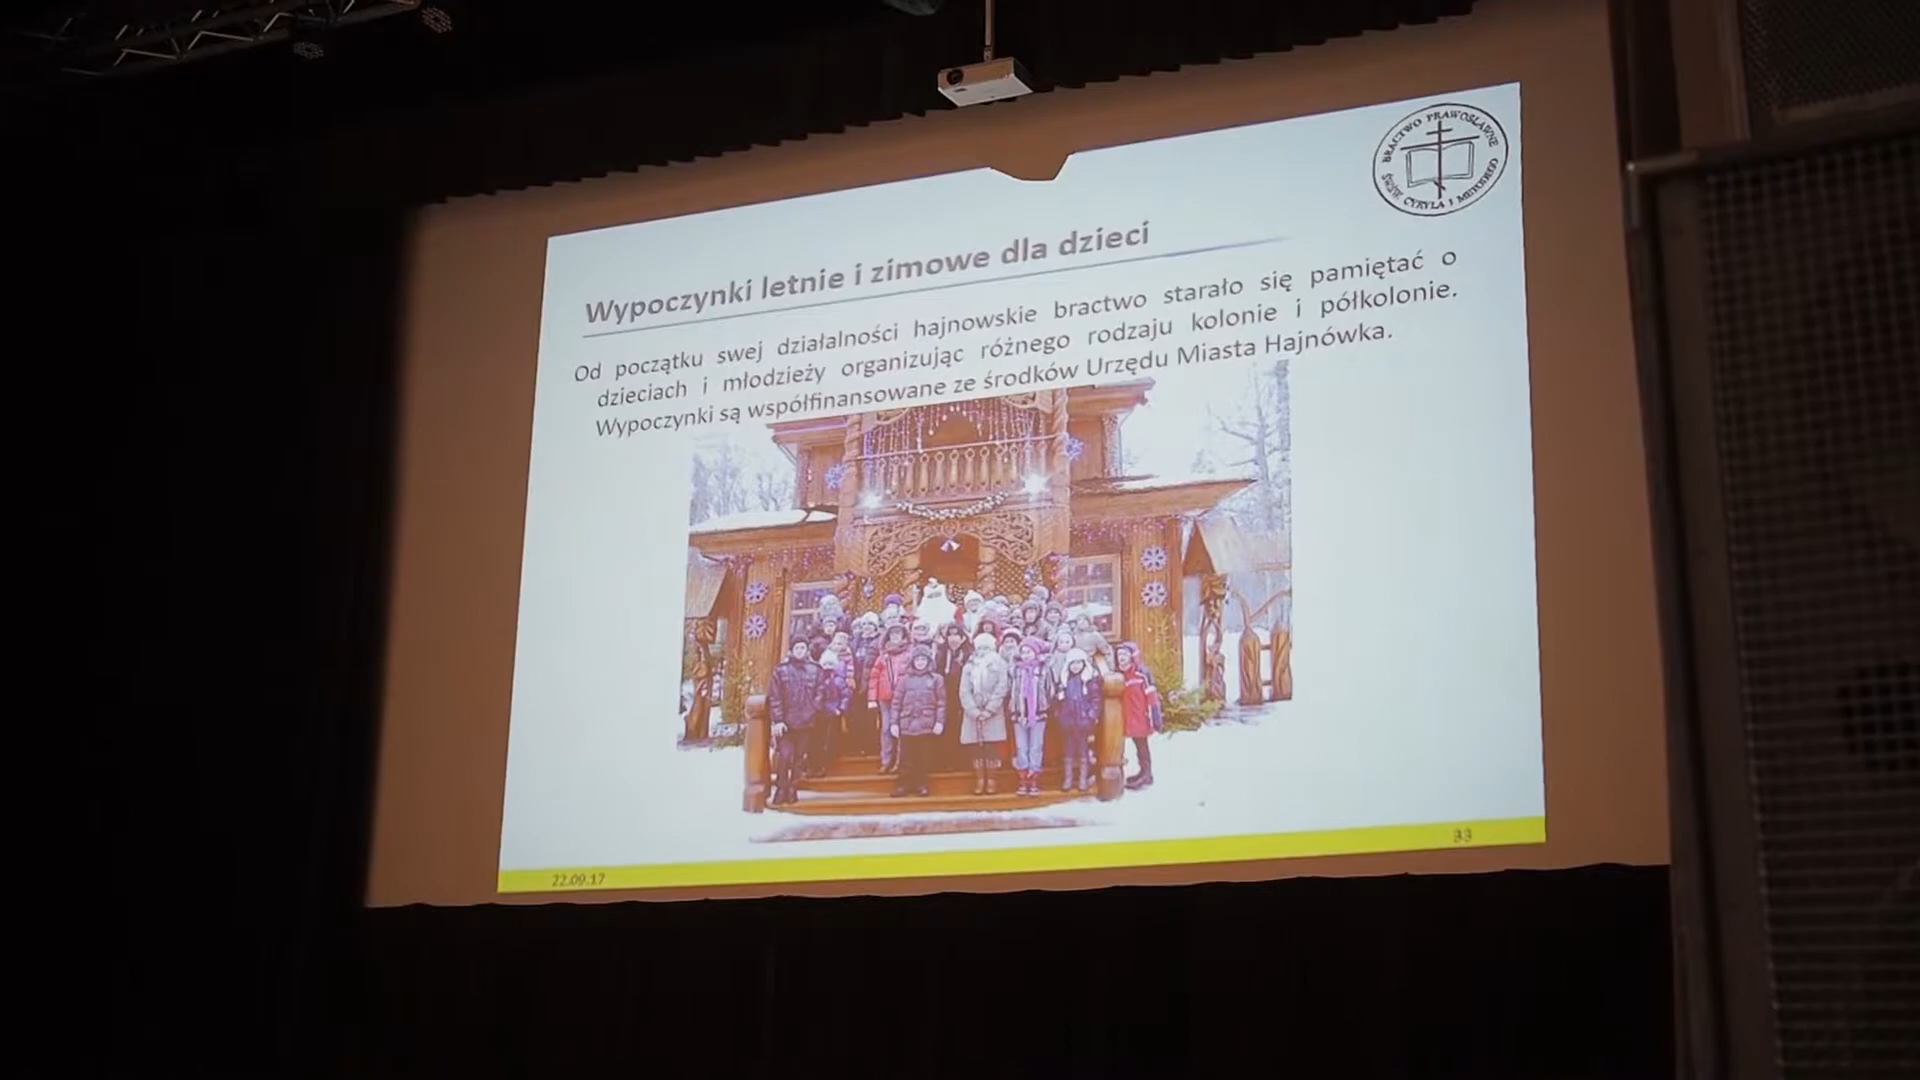 BRACTWO PRAWOSŁAWNE
ŚWIĘTYCH CYRYLA I METODEGO
Wypoczynki letnie i zimowe dla dzieci
Od początku swej działalności hajnowskie bractwo starało się pamiętać o
dzieciach i młodzieży organizując różnego rodzaju kolonie i półkolonie.
Wypoczynki są współfinansowane ze środków Urzędu Miasta Hajnówka.
22.09.17
33